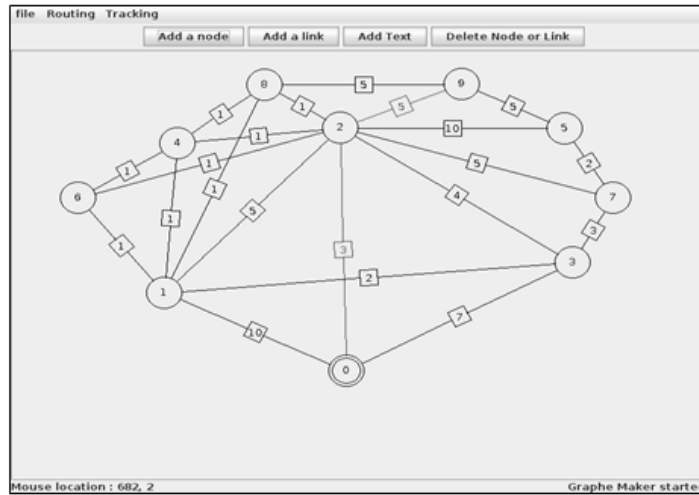 file Routing Tracking
Add a node Add a link Add Text Delete Node or Link
8 5 9
1 1 5 5
4 1 2 10 5
1 1 2
6 1 5 7
1 5 4
1 3
1 3 3
1 2
10 7
0
Mouse location : 682, 2 Graphe Maker starte